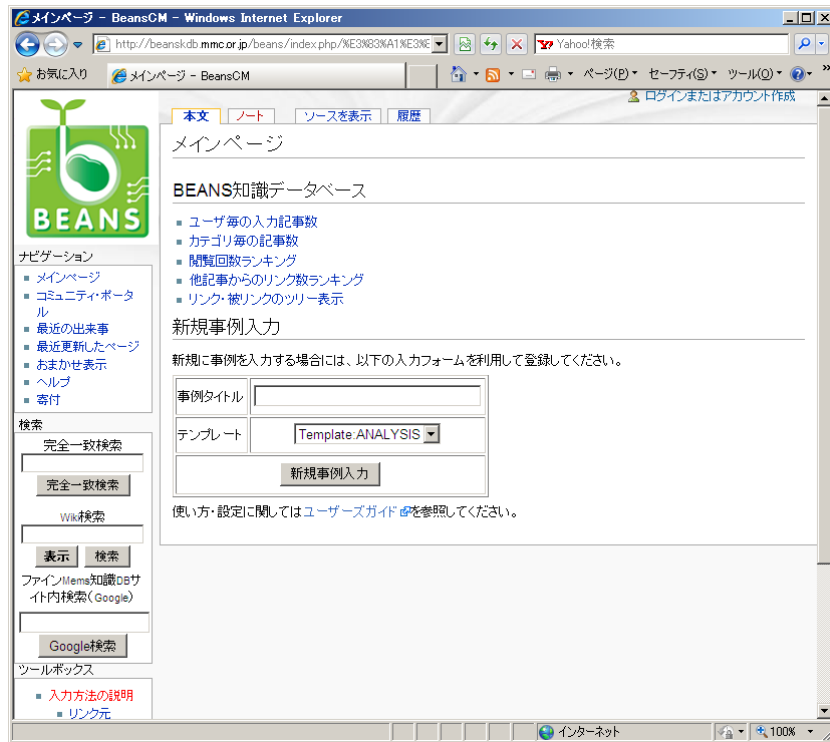 メインページ - BeansCM - Windows Internet Explorer
http://beanskdb.mmc.or.jp/beans/index.php/%E3%83%A1%E3%E
Yahoo!検索
お気に入り
メインページ - BeansCM
ページ(P)
セーフティ(S)
ツール(O)
ログインまたはアカウント作成
本文
ノート
ソースを表示
履歴
BEANS
メインページ
BEANS知識データベース
ユーザ毎の入力記事数
カテゴリ毎の記事数
閲覧回数ランキング
他記事からのリンク数ランキング
リンク・被リンクのツリー表示
新規事例入力
新規に事例を入力する場合には、以下の入力フォームを利用して登録してください。
事例タイトル
テンプレート
Template:ANALYSIS
新規事例入力
使い方・設定に関してはユーザーズガイドを参照してください。
ナビゲーション
メインページ
コミュニティ・ポータ
ル
最近の出来事
最近更新したページ
おまかせ表示
ヘルプ
寄付
検索
完全一致検索
完全一致検索
Wiki検索
表示
検索
ファインMems知識DBサ
イト内検索(Google)
Google検索
ツールボックス
入力方法の説明
リンク元
インターネット
100%